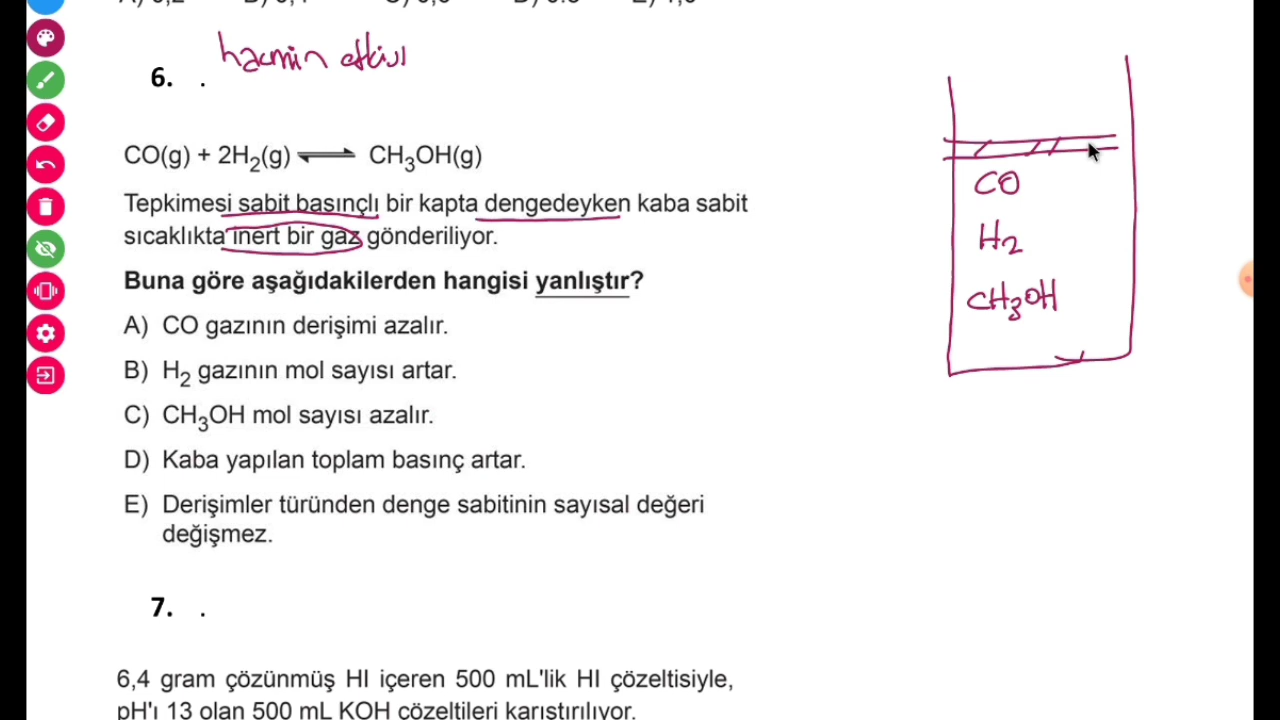 hacmin etkisi
6. .
CO(g) + 2H₂(g) ⇌ CH₃OH(g)
Tepkimesi sabit basınçlı bir kapta dengedeyken kaba sabit
sıcaklıkta inert bir gaz gönderiliyor.
Buna göre aşağıdakilerden hangisi yanlıştır?
A) CO gazının derişimi azalır.
B) H₂ gazının mol sayısı artar.
C) CH₃OH mol sayısı azalır.
D) Kaba yapılan toplam basınç artar.
E) Derişimler türünden denge sabitinin sayısal değeri
değişmez.
CO
H₂
CH₃OH
7. .
6,4 gram çözünmüş HI içeren 500 mL'lik HI çözeltisiyle,
pH'ı 13 olan 500 mL KOH çözeltileri karıştırılıyor.